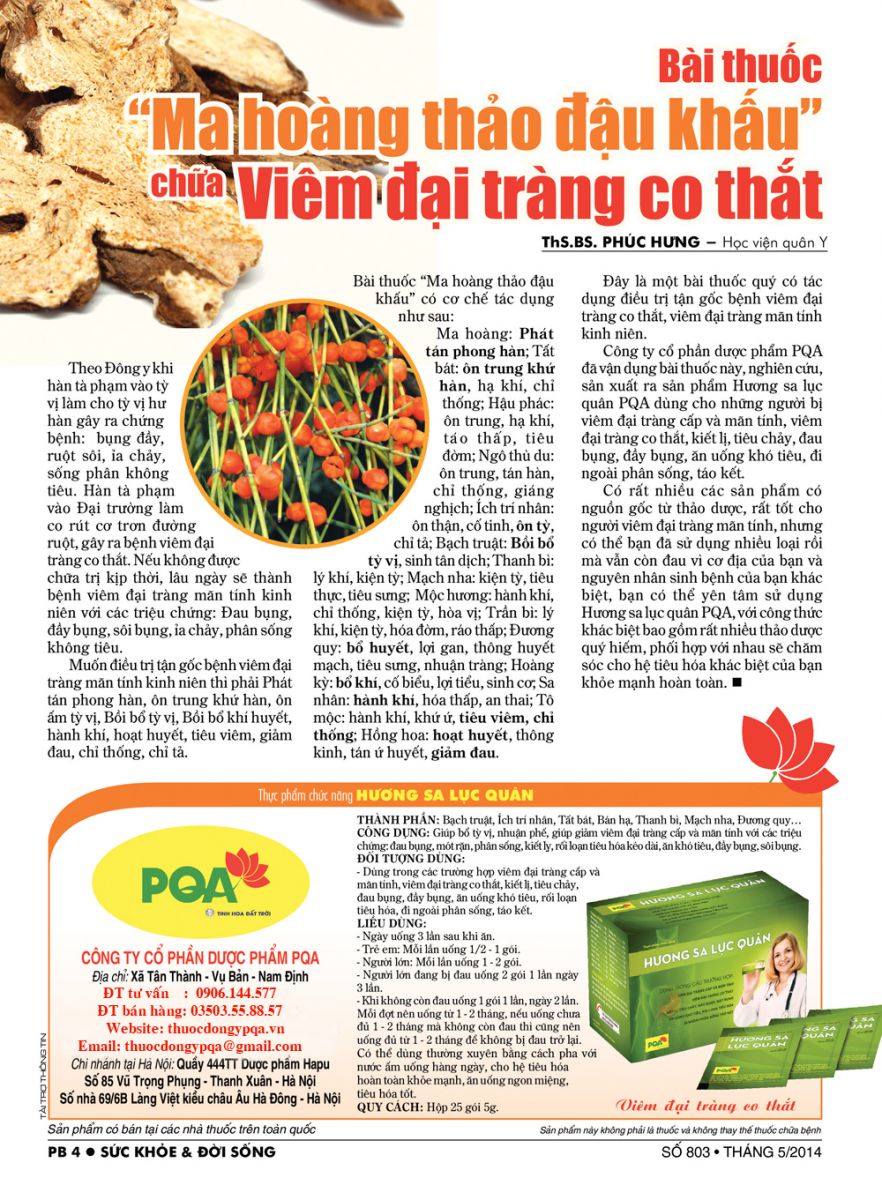 Bài thuốc
“Ma hoàng thảo đậu khấu”
chữa Viêm đại tràng co thắt
ThS.BS. PHÚC HƯNG – Học viện quân Y
Theo Đông y khi
hàn tà phạm vào tỳ
vị làm cho tỳ vị hư
hàn gây ra chứng
bệnh: bụng đầy,
ruột sôi, ỉa chảy,
sống phân không
tiêu. Hàn tà phạm
vào Đại trường làm
co rút cơ trơn đường
ruột, gây ra bệnh viêm đại
tràng co thắt. Nếu không được
chữa trị kịp thời, lâu ngày sẽ thành
bệnh viêm đại tràng mãn tính kinh
niên với các triệu chứng: Đau bụng,
đầy bụng, sôi bụng, ỉa chảy, phân sống
không tiêu.
Muốn điều trị tận gốc bệnh viêm đại
tràng mãn tính kinh niên thì phải Phát
tán phong hàn, ôn trung khứ hàn, ôn
ấm tỳ vị, Bồi bổ tỳ vị, Bồi bổ khí huyết,
hành khí, hoạt huyết, tiêu viêm, giảm
đau, chỉ thống, chỉ tả.
Bài thuốc “Ma hoàng thảo đậu
khấu” có cơ chế tác dụng
như sau:
Ma hoàng: Phát
tán phong hàn; Tất
bát: ôn trung khứ
hàn, hạ khí, chỉ
thống; Hậu phác:
ôn trung, hạ khí,
táo thấp, tiêu
đờm; Ngô thù du:
ôn trung, tán hàn,
chỉ thống, giáng
nghịch; Ích trí nhân:
ôn thận, cố tinh, ôn tỳ,
chỉ tả; Bạch truật: Bồi bổ
tỳ vị, sinh tân dịch; Thanh bì:
lý khí, kiện tỳ; Mạch nha: kiện tỳ, tiêu
thực, tiêu sưng; Mộc hương: hành khí,
chỉ thống, kiện tỳ, hòa vị; Trần bì: lý
khí, kiện tỳ, hóa đờm, ráo thấp; Đương
quy: bổ huyết, lợi gan, thông huyết
mạch, tiêu sưng, nhuận tràng; Hoàng
kỳ: bổ khí, cố biểu, lợi tiểu, sinh cơ; Sa
nhân: hành khí, hóa thấp, an thai; Tô
mộc: hành khí, khứ ứ, tiêu viêm, chỉ
thống; Hồng hoa: hoạt huyết, thông
kinh, tán ứ huyết, giảm đau.
Đây là một bài thuốc quý có tác
dụng điều trị tận gốc bệnh viêm đại
tràng co thắt, viêm đại tràng mãn tính
kinh niên.
Công ty cổ phần dược phẩm PQA
đã vận dụng bài thuốc này, nghiên cứu,
sản xuất ra sản phẩm Hương sa lục
quân PQA dùng cho những người bị
viêm đại tràng cấp và mãn tính, viêm
đại tràng co thắt, kiết lị, tiêu chảy, đau
bụng, đầy bụng, ăn uống khó tiêu, đi
ngoài phân sống, táo kết.
Có rất nhiều các sản phẩm có
nguồn gốc từ thảo dược, rất tốt cho
người viêm đại tràng mãn tính, nhưng
có thể bạn đã sử dụng nhiều loại rồi
mà vẫn còn đau vì cơ địa của bạn và
nguyên nhân sinh bệnh của bạn khác
biệt, bạn có thể yên tâm sử dụng
Hương sa lục quân PQA, với công thức
khác biệt bao gồm rất nhiều thảo dược
quý hiếm, phối hợp với nhau sẽ chăm
sóc cho hệ tiêu hóa khác biệt của bạn
khỏe mạnh hoàn toàn. ■
Thực phẩm chức năng HƯƠNG SA LỤC QUÂN
PQA
TINH HOA ĐẤT TRỜI
CÔNG TY CỔ PHẦN DƯỢC PHẨM PQA
Địa chỉ: Xã Tân Thành - Vụ Bản - Nam Định
ĐT tư vấn : 0906.144.577
ĐT bán hàng: 03503.55.88.57
Website: thuocdongypqa.vn
Email: thuocdongypqa@gmail.com
Chi nhánh tại Hà Nội: Quầy 444TT Dược phẩm Hapu
Số 85 Vũ Trọng Phụng - Thanh Xuân - Hà Nội
Số nhà 69/6B Làng Việt kiều châu Âu Hà Đông - Hà Nội
TÀI TRỢ THÔNG TIN
THÀNH PHẦN: Bạch truật, Ích trí nhân, Tất bát, Bán hạ, Thanh bì, Mạch nha, Đương quy…
CÔNG DỤNG: Giúp bổ tỳ vị, nhuận phế, giúp giảm viêm đại tràng cấp và mãn tính với các triệu
chứng: đau bụng, mót rặn, phân sống, kiết lỵ, rối loạn tiêu hóa kéo dài, ăn khó tiêu, đầy bụng, sôi bụng.
ĐỐI TƯỢNG DÙNG:
- Dùng trong các trường hợp viêm đại tràng cấp và
mãn tính, viêm đại tràng co thắt, kiết lị, tiêu chảy,
đau bụng, đầy bụng, ăn uống khó tiêu, rối loạn
tiêu hóa, đi ngoài phân sống, táo kết.
LIỀU DÙNG:
- Ngày uống 3 lần sau khi ăn.
- Trẻ em: Mỗi lần uống 1/2 - 1 gói.
- Người lớn: Mỗi lần uống 1 - 2 gói.
- Người lớn đang bị đau uống 2 gói 1 lần ngày
3 lần.
- Khi không còn đau uống 1 gói 1 lần, ngày 2 lần.
Mỗi đợt nên uống từ 1 - 2 tháng, nếu uống chưa
đủ 1 - 2 tháng mà không còn đau thì cũng nên
uống đủ từ 1 - 2 tháng để không bị đau trở lại.
Có thể dùng thường xuyên bằng cách pha với
nước ấm uống hàng ngày, cho hệ tiêu hóa
hoàn toàn khỏe mạnh, ăn uống ngon miệng,
tiêu hóa tốt.
QUY CÁCH: Hộp 25 gói 5g.
HƯƠNG SA LỤC QUÂN
PQA
HƯƠNG SA
LỤC QUÂN
Viêm đại tràng co thắt
Sản phẩm có bán tại các nhà thuốc trên toàn quốc
Sản phẩm này không phải là thuốc và không thay thế thuốc chữa bệnh
PB 4 ● SỨC KHỎE & ĐỜI SỐNG
SỐ 803 • THÁNG 5/2014